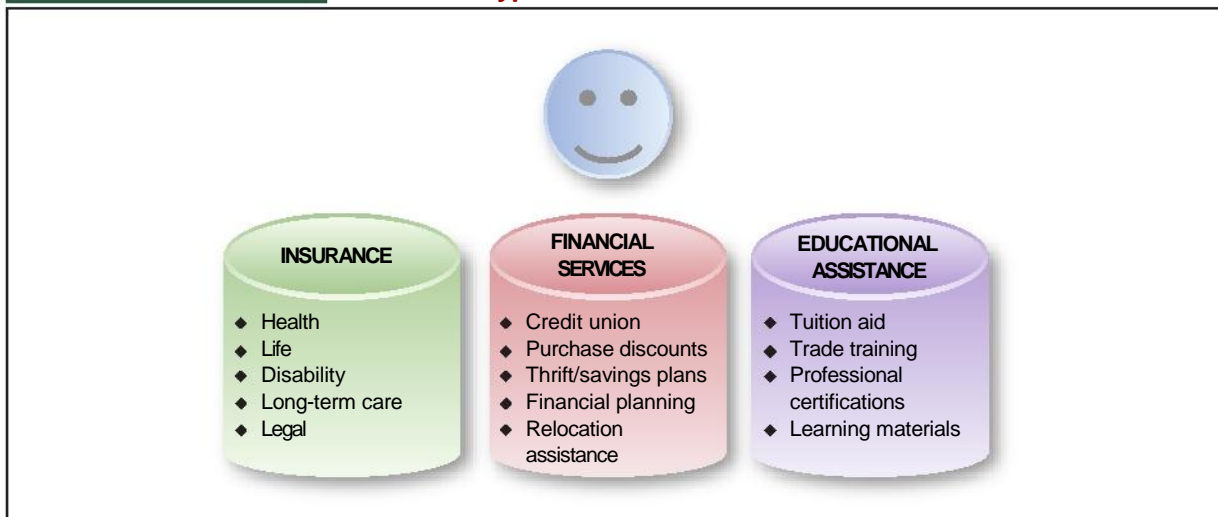 INSURANCE
◆ Health
◆ Life
◆ Disability
◆ Long-term care
◆ Legal
FINANCIAL
SERVICES
◆ Credit union
◆ Purchase discounts
◆ Thrift/savings plans
◆ Financial planning
◆ Relocation
assistance
EDUCATIONAL
ASSISTANCE
◆ Tuition aid
◆ Trade training
◆ Professional
certifications
◆ Learning materials